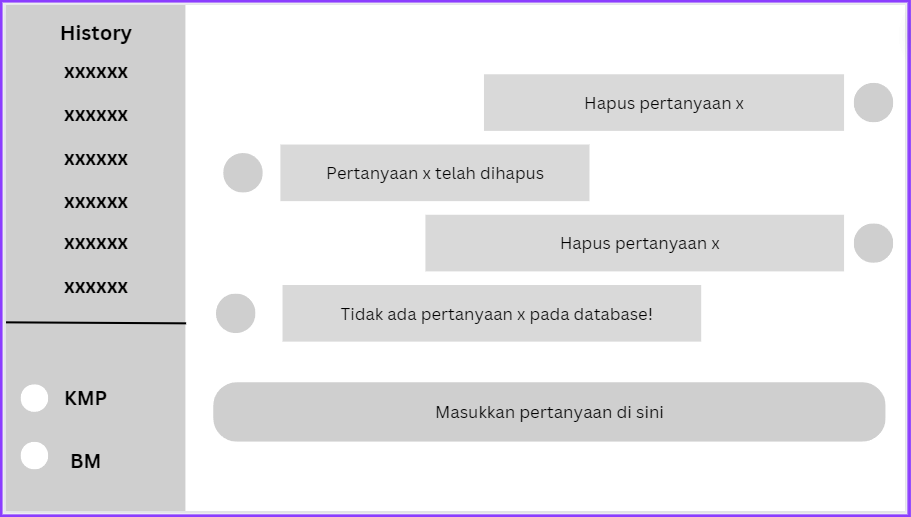 History
xxxxxx
xxxxxx
xxxxxx
xxxxxx
xxxxxx
xxxxxx
KMP
BM
Hapus pertanyaan x
Pertanyaan x telah dihapus
Hapus pertanyaan x
Tidak ada pertanyaan x pada database!
Masukkan pertanyaan di sini